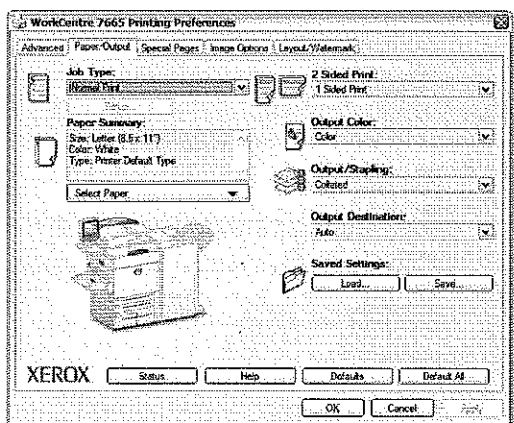 WorkCentre 7665 Printing Preferences
Advanced Paper/Output Special Pages Image Options Layout/Watermark
Job Type:
Normal Print
Paper Summary:
Size: Letter (8.5 x 11")
Color: White
Type: Printer Default Type
Select Paper
2 Sided Print:
1 Sided Print
Output Color:
Color
Output/Stapling:
Collated
Output Destination:
Auto
Saved Settings:
Load... Save...
XEROX Status... Help Defaults Default All
OK Cancel Apply